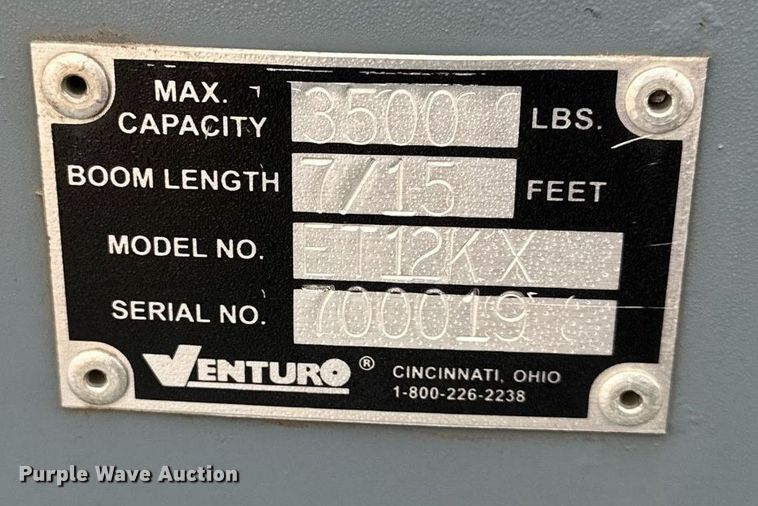 MAX. CAPACITY 3500 LBS.
BOOM LENGTH 7/15 FEET
MODEL NO. ET12KX
SERIAL NO. 700019
VENTURO ® CINCINNATI, OHIO
1-800-226-2238
Purple Wave Auction